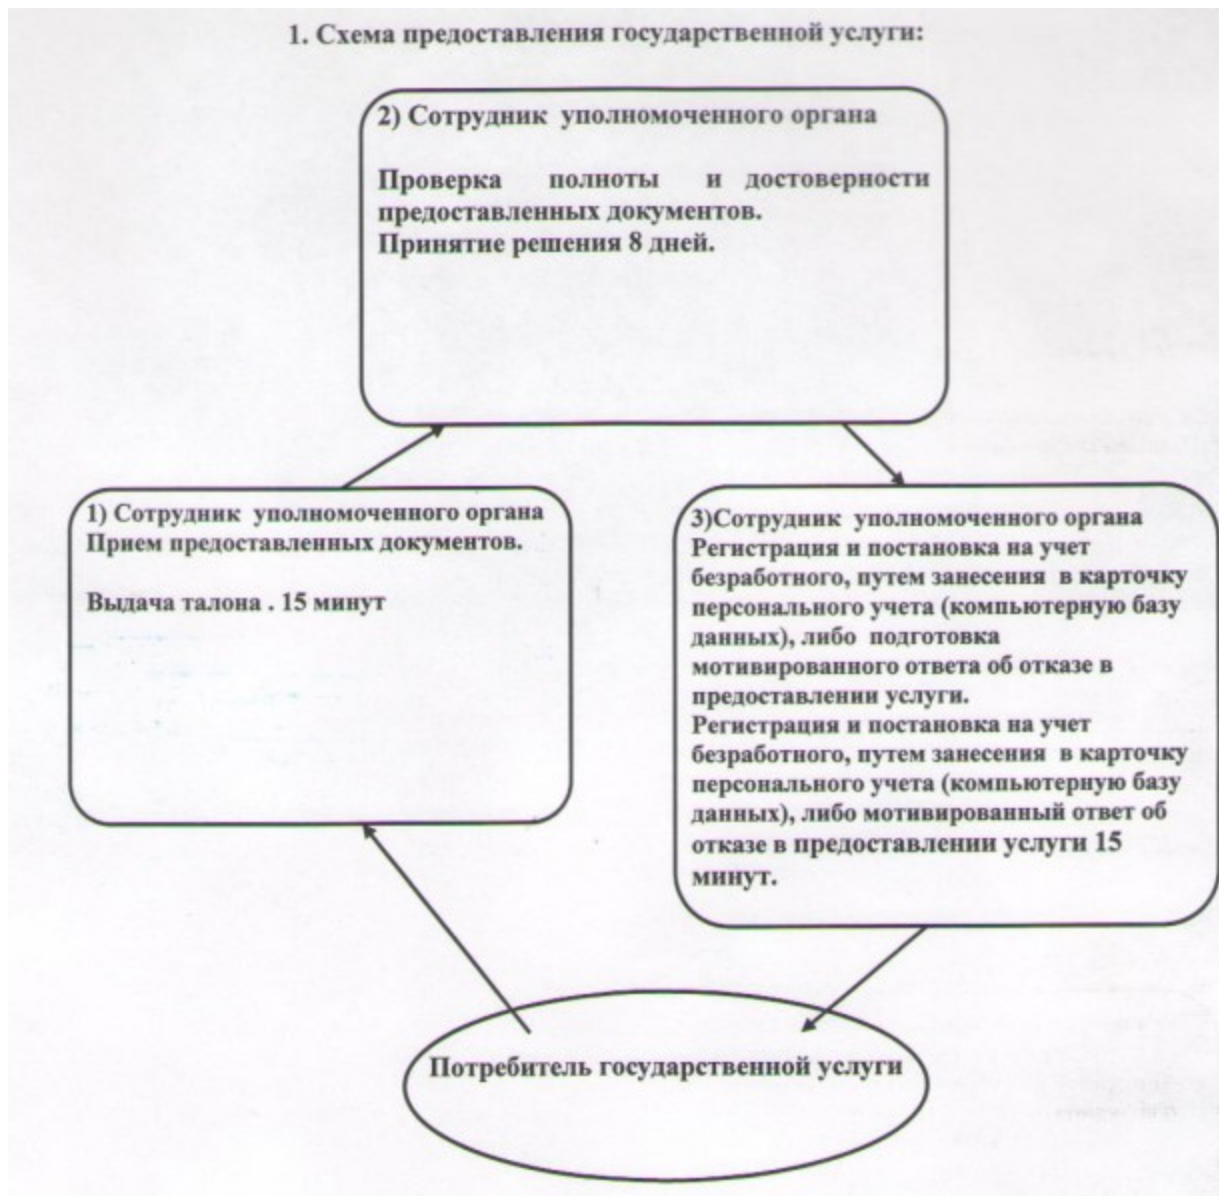 1. Схема предоставления государственной услуги:
2) Сотрудник уполномоченного органа
Проверка полноты и достоверности
предоставленных документов.
Принятие решения 8 дней.
1) Сотрудник уполномоченного органа
Прием предоставленных документов.
Выдача талона . 15 минут
3)Сотрудник уполномоченного органа
Регистрация и постановка на учет
безработного, путем занесения в карточку
персонального учета (компьютерную базу
данных), либо подготовка
мотивированного ответа об отказе в
предоставлении услуги.
Регистрация и постановка на учет
безработного, путем занесения в карточку
персонального учета (компьютерную базу
данных), либо мотивированный ответ об
отказе в предоставлении услуги 15
минут.
Потребитель государственной услуги